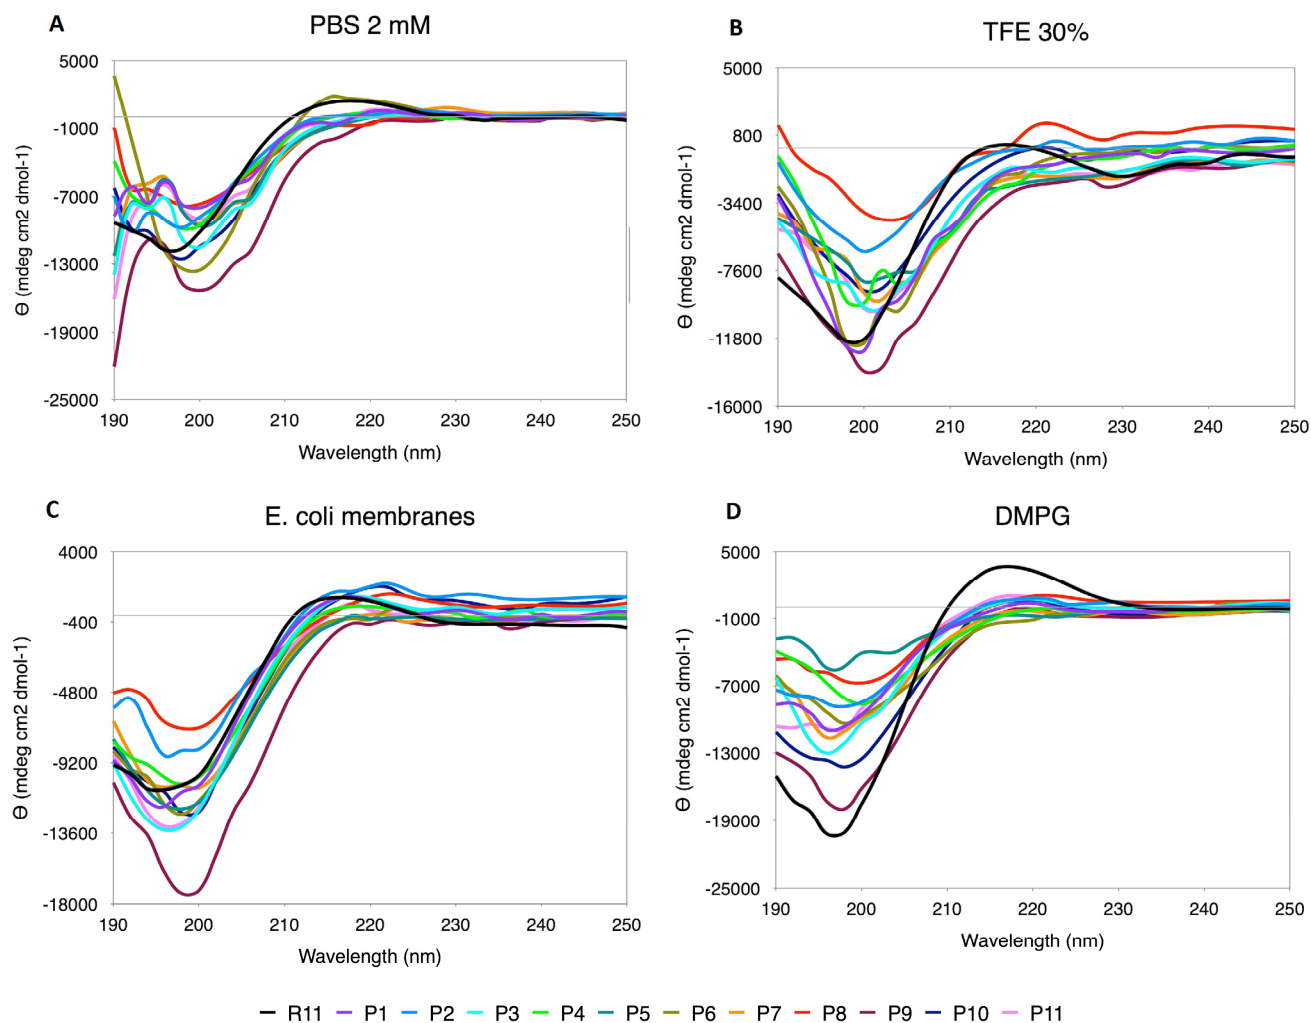 A
PBS 2 mM
5000
-1000
-7000
-13000
-19000
-25000
Θ (mdeg cm2 dmol-1)
190 200 210 220 230 240 250
Wavelength (nm)
B
TFE 30%
5000
800
-3400
-7600
-11800
-16000
Θ (mdeg cm2 dmol-1)
190 200 210 220 230 240 250
Wavelength (nm)
C
E. coli membranes
4000
-400
-4800
-9200
-13600
-18000
Θ (mdeg cm2 dmol-1)
190 200 210 220 230 240 250
Wavelength (nm)
D
DMPG
5000
-1000
-7000
-13000
-19000
-25000
Θ (mdeg cm2 dmol-1)
190 200 210 220 230 240 250
Wavelength (nm)
R11 P1 P2 P3 P4 P5 P6 P7 P8 P9 P10 P11